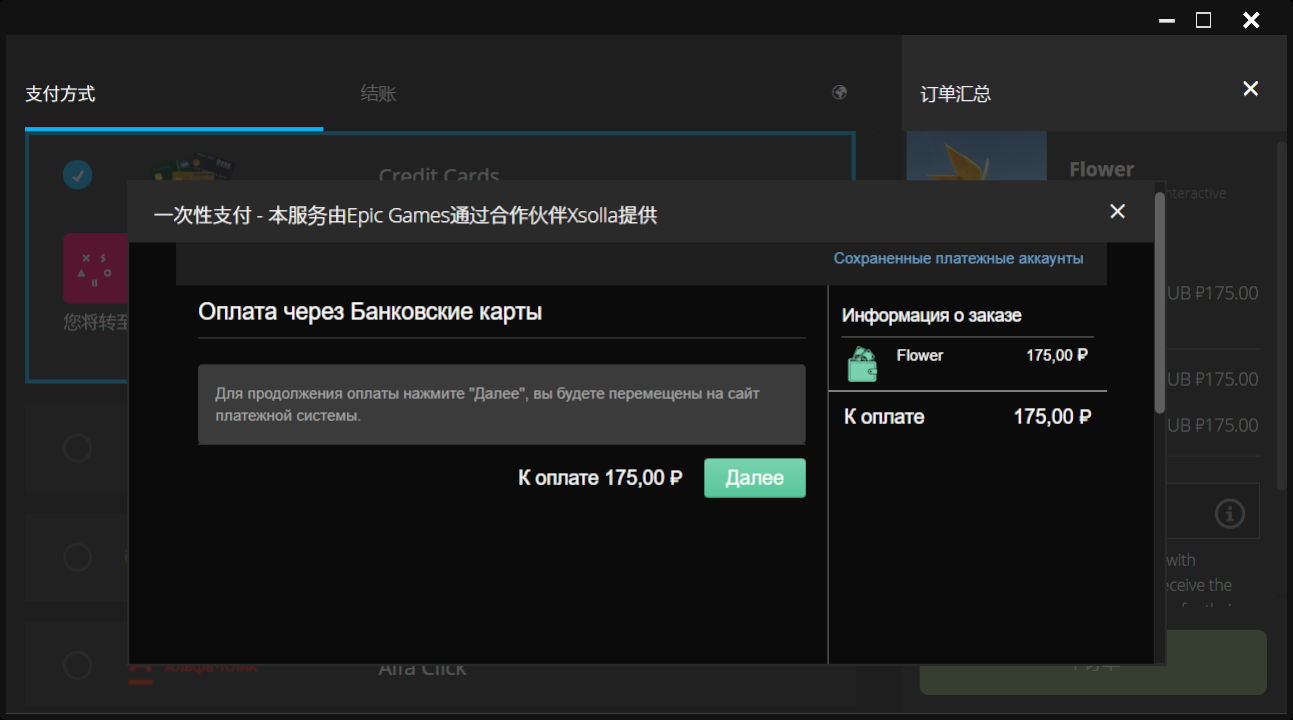 支付方式
结账
订单汇总
Credit Cards
Flower
nteractive
一次性支付 - 本服务由Epic Games通过合作伙伴Xsolla提供
Сохраненные платежные аккаунты
Оплата через Банковские карты
Для продолжения оплаты нажмите "Далее", вы будете перемещены на сайт
платежной системы.
К оплате 175,00 ₽
Далее
Информация о заказе
Flower 175,00 ₽
К оплате 175,00 ₽
您将转至
UB ₽175.00
UB ₽175.00
UB ₽175.00
with
eceive the
Альфа-Клик
Alfa Click